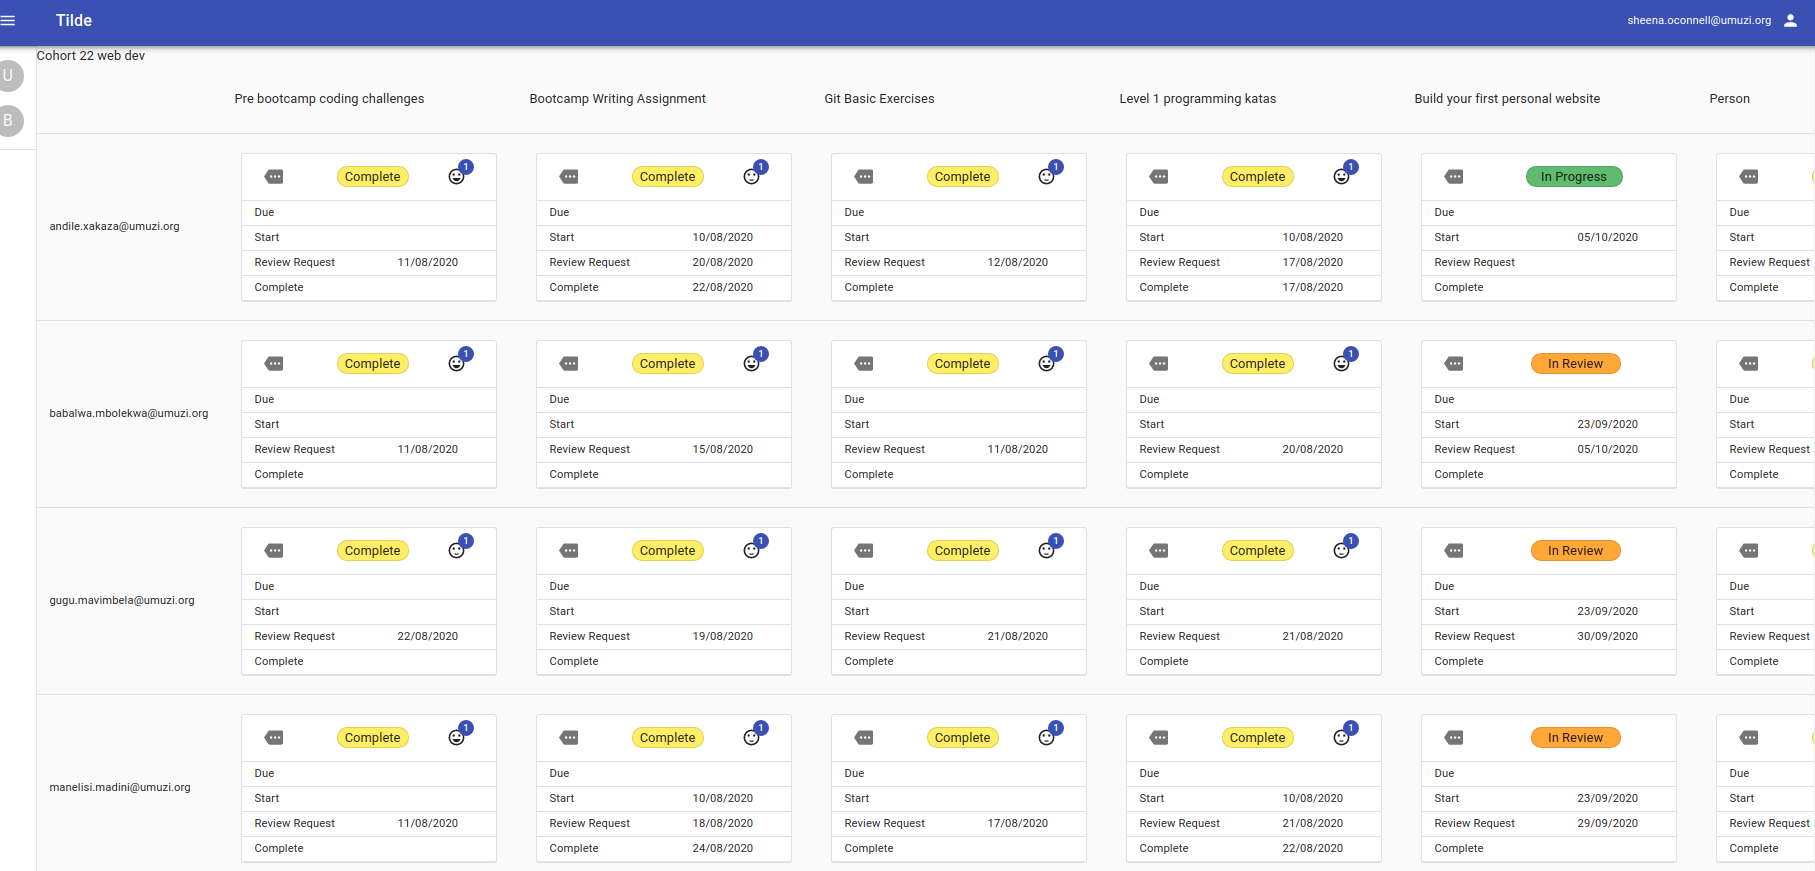 Tilde
sheena.oconnell@umuzi.org
Cohort 22 web dev
U
B
Pre bootcamp coding challenges Bootcamp Writing Assignment Git Basic Exercises Level 1 programming katas Build your first personal website Person
Complete 1 Complete 1 Complete 1 Complete 1 In Progress
Due Due Due Due Due Due
andile.xakaza@umuzi.org
Start Start 10/08/2020 Start Start 10/08/2020 Start 05/10/2020 Start
Review Request 11/08/2020 Review Request 20/08/2020 Review Request 12/08/2020 Review Request 17/08/2020 Review Request Review Request
Complete Complete 22/08/2020 Complete Complete 17/08/2020 Complete Complete
Complete 1 Complete 1 Complete 1 Complete 1 In Review
Due Due Due Due Due Due
babalwa.mbolekwa@umuzi.org
Start Start Start Start Start 23/09/2020 Start
Review Request 11/08/2020 Review Request 15/08/2020 Review Request 11/08/2020 Review Request 20/08/2020 Review Request 05/10/2020 Review Request
Complete Complete Complete Complete Complete Complete
Complete 1 Complete 1 Complete 1 Complete 1 In Review
Due Due Due Due Due Due
gugu.mavimbela@umuzi.org
Start Start Start Start Start 23/09/2020 Start
Review Request 22/08/2020 Review Request 19/08/2020 Review Request 21/08/2020 Review Request 21/08/2020 Review Request 30/09/2020 Review Request
Complete Complete Complete Complete Complete Complete
Complete 1 Complete 1 Complete 1 Complete 1 In Review
Due Due Due Due Due Due
manelisi.madini@umuzi.org
Start Start 10/08/2020 Start Start 10/08/2020 Start 23/09/2020 Start
Review Request 11/08/2020 Review Request 18/08/2020 Review Request 17/08/2020 Review Request 21/08/2020 Review Request 29/09/2020 Review Request
Complete Complete 24/08/2020 Complete Complete 22/08/2020 Complete Complete